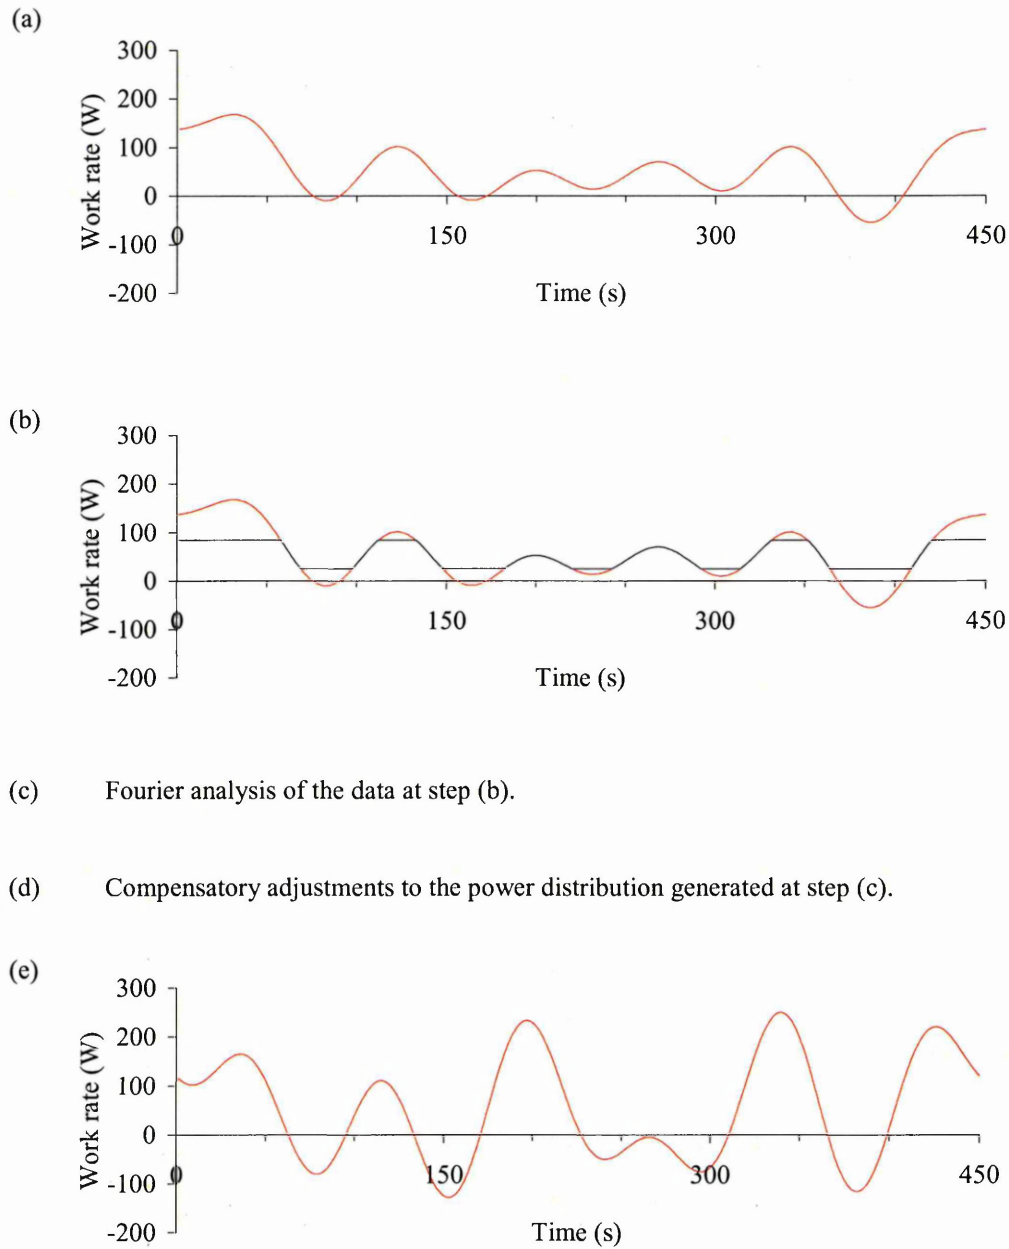 (a)
300
200
100
0
-100
-200
Work rate (W)
0 150 300 450
Time (s)
(b)
300
200
100
0
-100
-200
Work rate (W)
0 150 300 450
Time (s)
(c) Fourier analysis of the data at step (b).
(d) Compensatory adjustments to the power distribution generated at step (c).
(e)
300
200
100
0
-100
-200
Work rate (W)
0 150 300 450
Time (s)